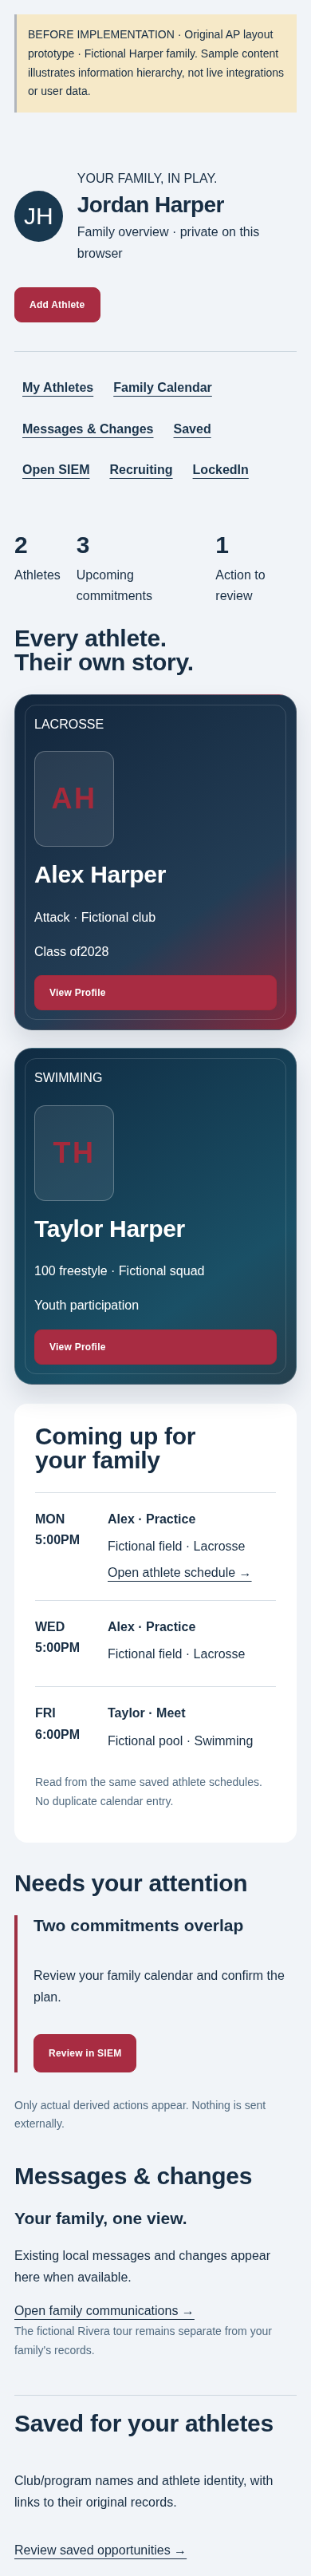 BEFORE IMPLEMENTATION · Original AP layout
prototype · Fictional Harper family. Sample content
illustrates information hierarchy, not live integrations
or user data.
JH
YOUR FAMILY, IN PLAY.
Jordan Harper
Family overview · private on this
browser
Add Athlete
My Athletes Family Calendar
Messages & Changes Saved
Open SIEM Recruiting LockedIn
2 3 1
Athletes Upcoming Action to
commitments review
Every athlete.
Their own story.
LACROSSE
AH
Alex Harper
Attack · Fictional club
Class of2028
View Profile
SWIMMING
TH
Taylor Harper
100 freestyle · Fictional squad
Youth participation
View Profile
Coming up for
your family
MON Alex · Practice
5:00PM
Fictional field · Lacrosse
Open athlete schedule →
WED Alex · Practice
5:00PM
Fictional field · Lacrosse
FRI Taylor · Meet
6:00PM
Fictional pool · Swimming
Read from the same saved athlete schedules.
No duplicate calendar entry.
Needs your attention
Two commitments overlap
Review your family calendar and confirm the
plan.
Review in SIEM
Only actual derived actions appear. Nothing is sent
externally.
Messages & changes
Your family, one view.
Existing local messages and changes appear
here when available.
Open family communications →
The fictional Rivera tour remains separate from your
family's records.
Saved for your athletes
Club/program names and athlete identity, with
links to their original records.
Review saved opportunities →